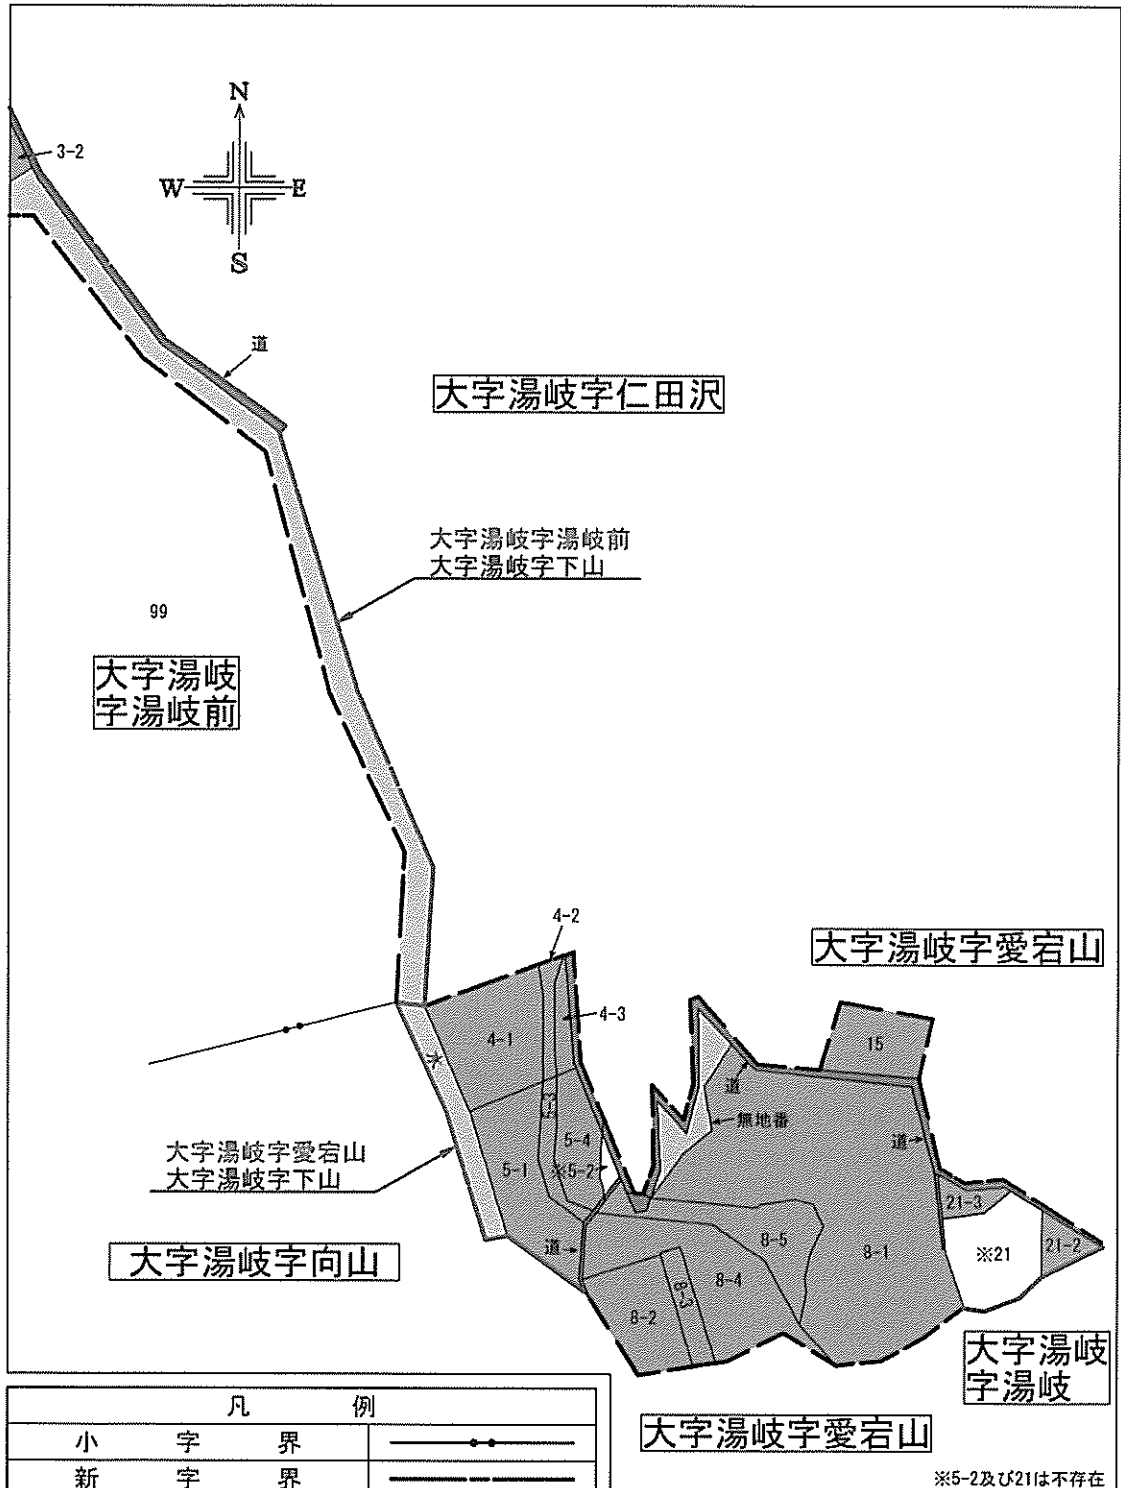 N
3-2
W
E
S
道
大字湯岐字仁田沢
大字湯岐字湯岐前
大字湯岐字下山
99
大字湯岐
字湯岐前
4-2
大字湯岐字愛宕山
4-3
4-1
15
水
道
無地番
5-3
5-4
道
大字湯岐字愛宕山
大字湯岐字下山
5-1
※5-2
21-3
道
8-5
8-1
※21
21-2
大字湯岐字向山
8-4
8-3
8-2
大字湯岐
字湯岐
凡例
小字界
新字界
大字湯岐字愛宕山
※5-2及び21は不存在